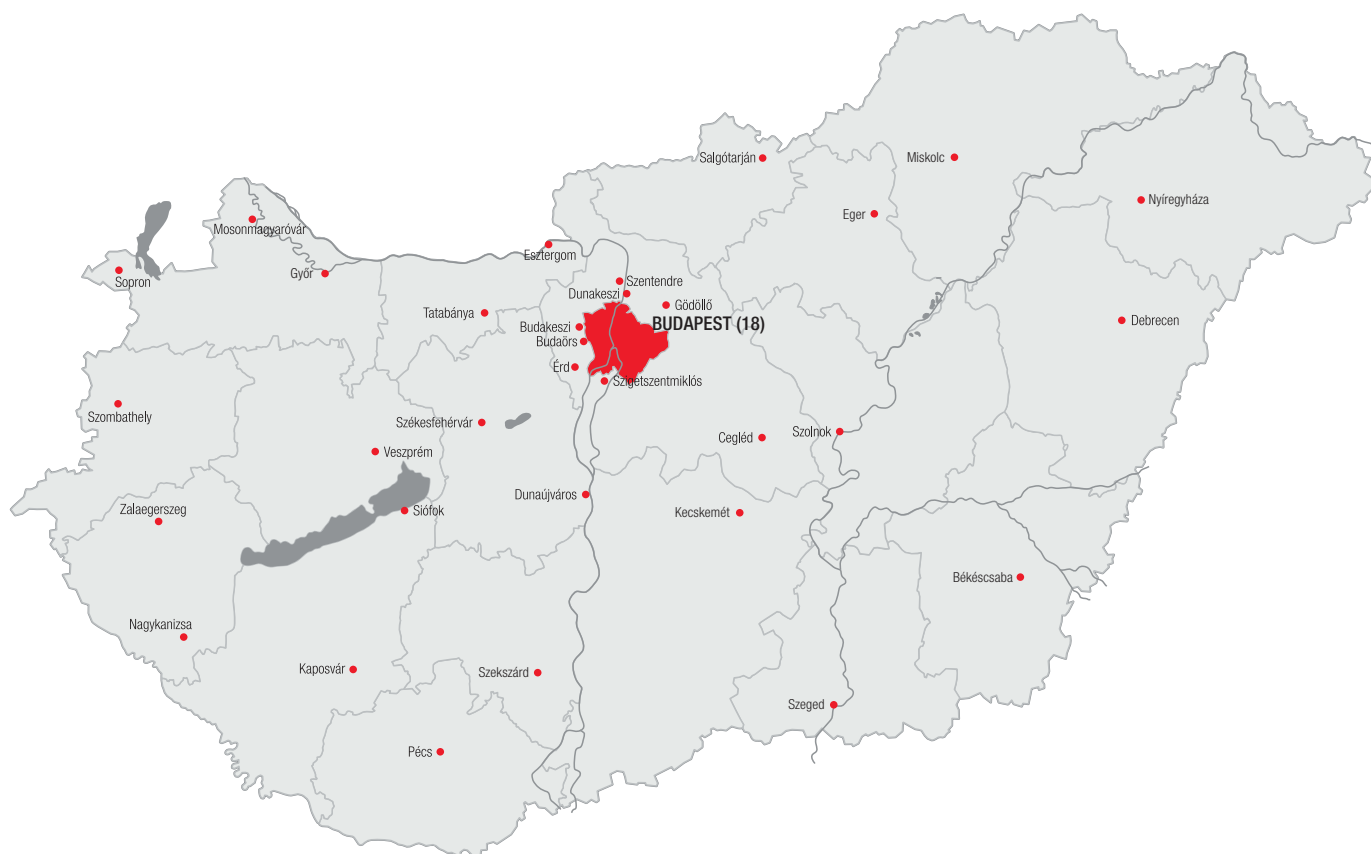 Salgótarján
Miskolc
Nyíregyháza
Eger
Mosonmagyaróvár
Esztergom
Sopron
Győr
Szentendre
Dunakeszi
Gödöllő
Tatabánya
BUDAPEST (18)
Debrecen
Budakeszi
Budaörs
Érd
Szigetszentmiklós
Szombathely
Székesfehérvár
Cegléd
Szolnok
Veszprém
Dunaújváros
Zalaegerszeg
Siófok
Kecskemét
Békéscsaba
Nagykanizsa
Kaposvár
Szekszárd
Szeged
Pécs